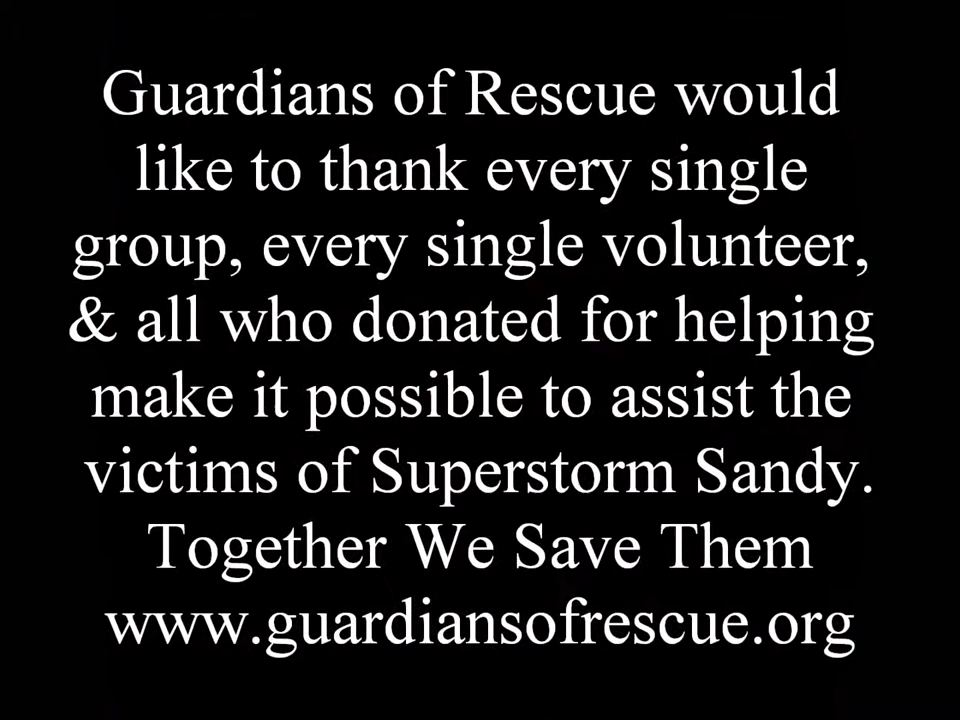 Guardians of Rescue would
like to thank every single
group, every single volunteer,
& all who donated for helping
make it possible to assist the
victims of Superstorm Sandy.
Together We Save Them
www.guardiansofrescue.org